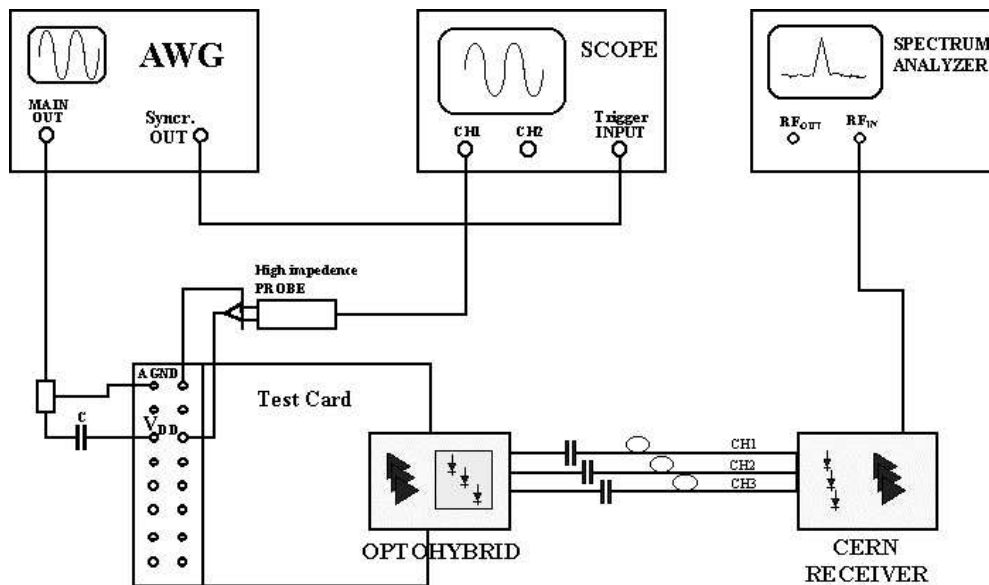 AWG
MAIN
OUT
Syncr.
OUT
SCOPE
CH1
CH2
Trigger
INPUT
SPECTRUM
ANALYZER
RFOUT
RFIN
High impedence
PROBE
A GND
C
VDD
Test Card
OPTOHYBRID
CH1
CH2
CH3
CERN
RECEIVER